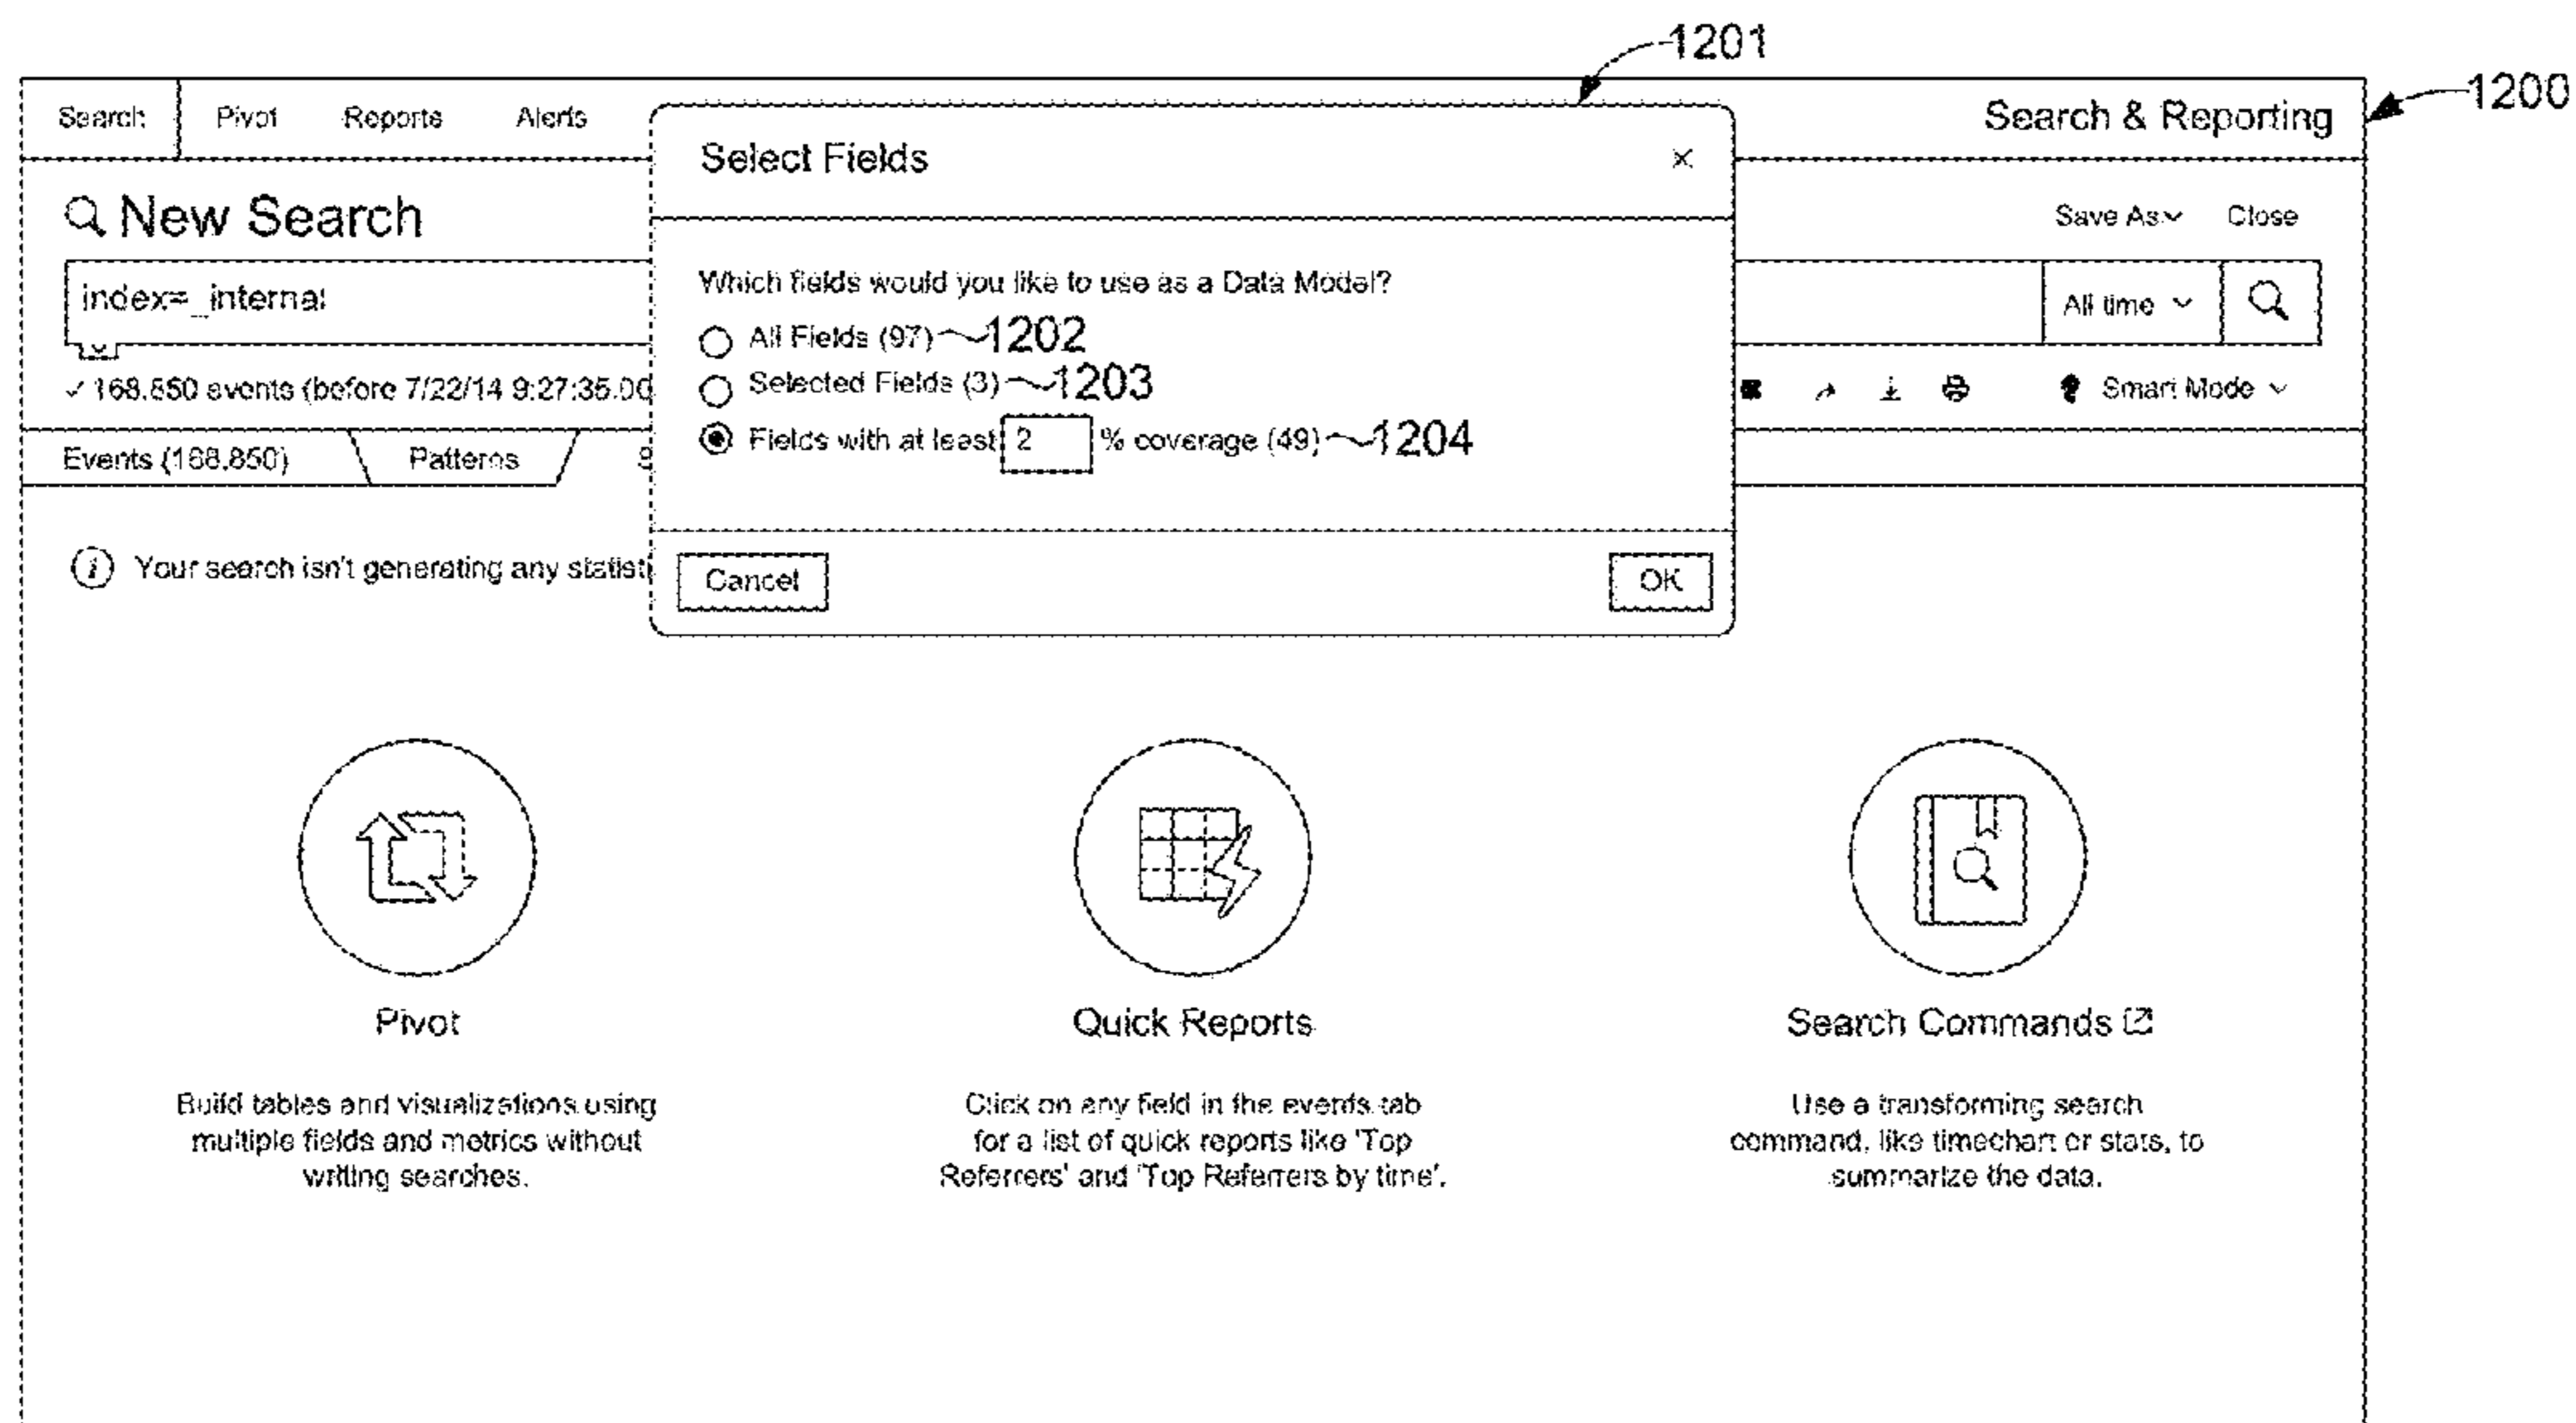 1201
1200
Search Pivot Reports Alerts
Search & Reporting
Select Fields
New Search
Save As Close
Which fields would you like to use as a Data Model?
index=_internal
All time
All Fields (97) 1202
Selected Fields (3) 1203
168,850 events (before 7/22/14 9:27:35.00
Smart Mode
Fields with at least 2 % coverage (49) 1204
Events (168,850) Patterns S
Your search isn't generating any statisti
Cancel OK
Pivot
Quick Reports
Search Commands
Build tables and visualizations using
multiple fields and metrics without
writing searches.
Click on any field in the events tab
for a list of quick reports like 'Top
Referrers' and 'Top Referrers by time'.
Use a transforming search
command, like timechart or stats, to
summarize the data.